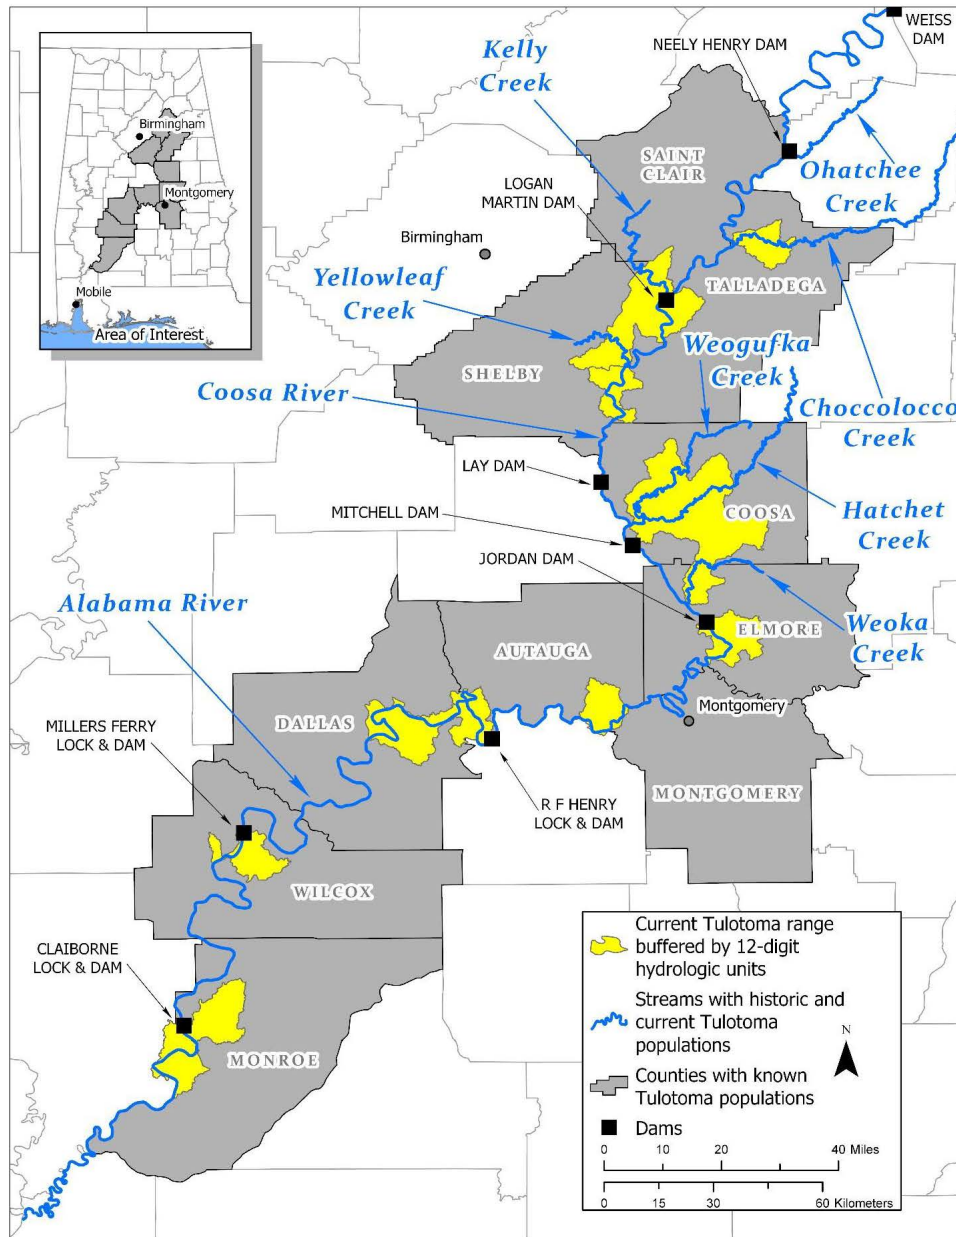 WEISS
DAM
NEELY HENRY DAM
Kelly
Creek
Birmingham
Montgomery
Mobile
Area of Interest
SAINT
CLAIR
Ohatchee
Creek
LOGAN
MARTIN DAM
Birmingham
Yellowleaf
Creek
TALLADEGA
Weogufka
Creek
SHELBY
Coosa River
Choccolocco
Creek
LAY DAM
MITCHELL DAM
COOSA
Hatchet
Creek
JORDAN DAM
Alabama River
ELMORE
Weoka
Creek
AUTAUGA
Montgomery
DALLAS
MILLERS FERRY
LOCK & DAM
R F HENRY
LOCK & DAM
MONTGOMERY
WILCOX
CLAIBORNE
LOCK & DAM
MONROE
Current Tulotoma range
buffered by 12-digit
hydrologic units
Streams with historic and
current Tulotoma
populations
N
Counties with known
Tulotoma populations
Dams
0 10 20 40 Miles
0 15 30 60 Kilometers